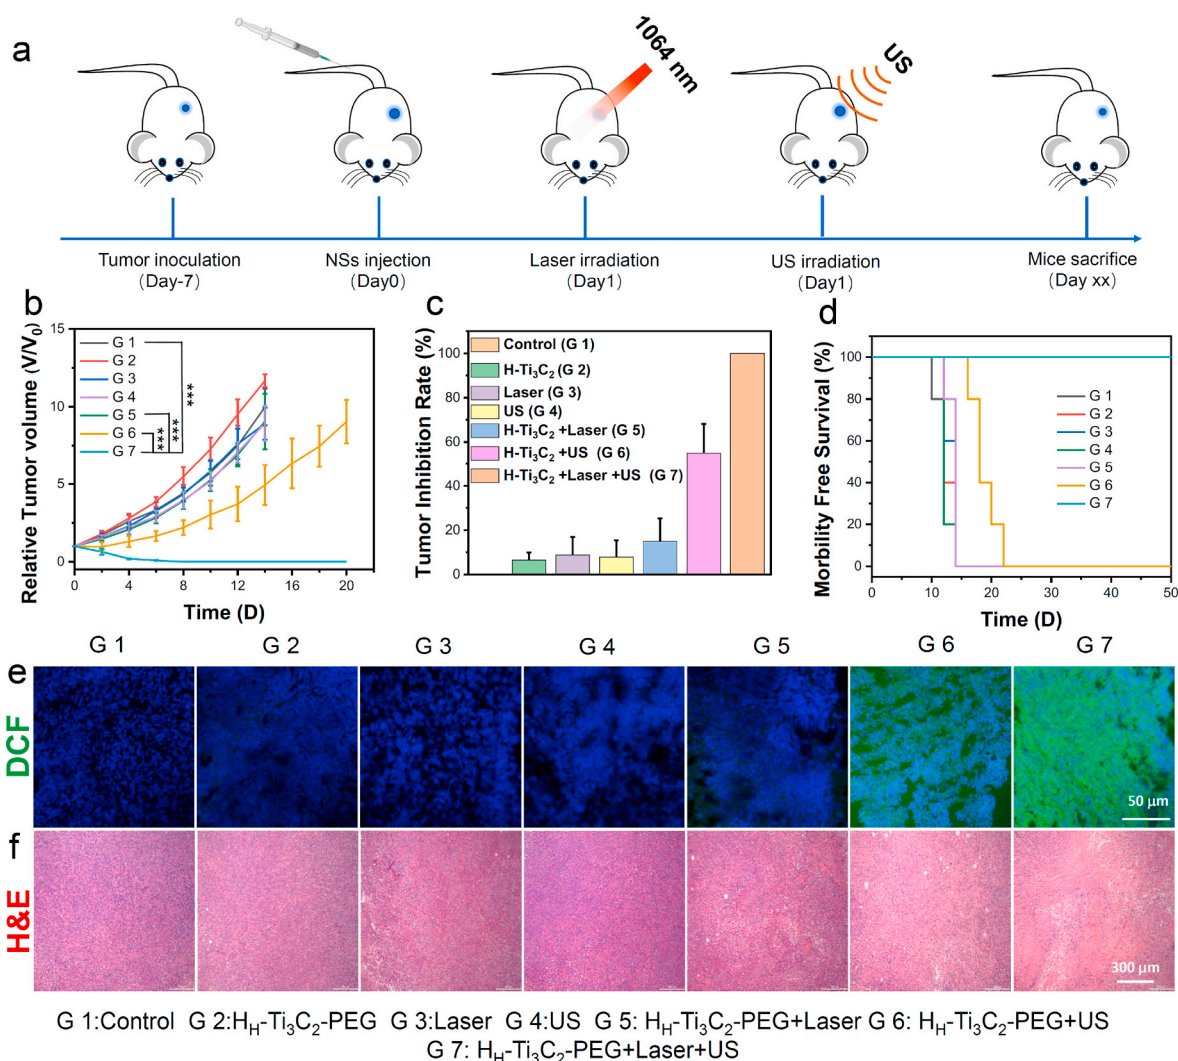 a
1064 nm
US
Tumor inoculation
(Day-7)
NSs injection
(Day0)
Laser irradiation
(Day1)
US irradiation
(Day1)
Mice sacrifice
(Day xx)
b
Relative Tumor volume (V/V₀)
15
10
5
0
0 4 8 12 16 20
Time (D)
G 1
G 2
G 3
G 4
G 5
G 6
G 7
***
***
***
c
Tumor Inhibition Rate (%)
100
80
60
40
20
0
Control (G 1)
H-Ti₃C₂ (G 2)
Laser (G 3)
US (G 4)
H-Ti₃C₂ +Laser (G 5)
H-Ti₃C₂ +US (G 6)
H-Ti₃C₂ +Laser +US (G 7)
d
Morbility Free Survival (%)
100
80
60
40
20
0
0 10 20 30 40 50
Time (D)
G 1
G 2
G 3
G 4
G 5
G 6
G 7
G 1 G 2 G 3 G 4 G 5 G 6 G 7
e
DCF
50 μm
f
H&E
300 μm
G 1:Control G 2:H_H-Ti₃C₂-PEG G 3:Laser G 4:US G 5: H_H-Ti₃C₂-PEG+Laser G 6: H_H-Ti₃C₂-PEG+US
G 7: H_H-Ti₃C₂-PEG+Laser+US